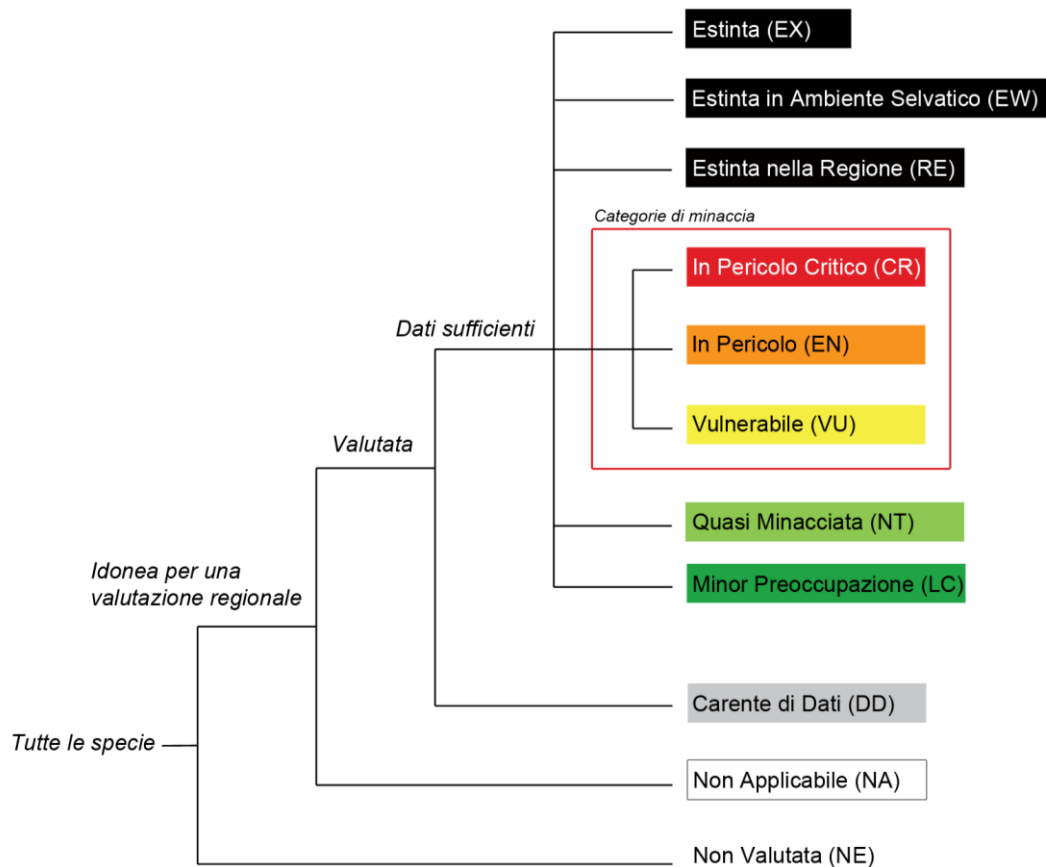 Estinta (EX)
Estinta in Ambiente Selvatico (EW)
Estinta nella Regione (RE)
Categorie di minaccia
In Pericolo Critico (CR)
Dati sufficienti
In Pericolo (EN)
Vulnerabile (VU)
Valutata
Quasi Minacciata (NT)
Idonea per una
valutazione regionale
Minor Preoccupazione (LC)
Carente di Dati (DD)
Tutte le specie
Non Applicabile (NA)
Non Valutata (NE)